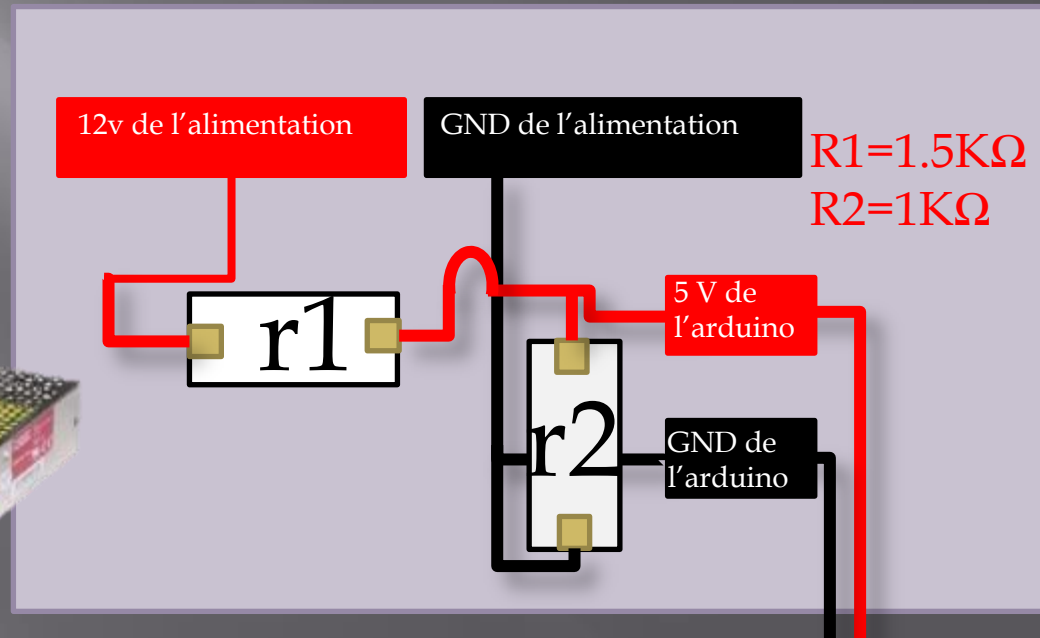 12v de l’alimentation
GND de l’alimentation
R1=1.5KΩ
R2=1KΩ
r1
5 V de
l’arduino
r2
GND de
l’arduino